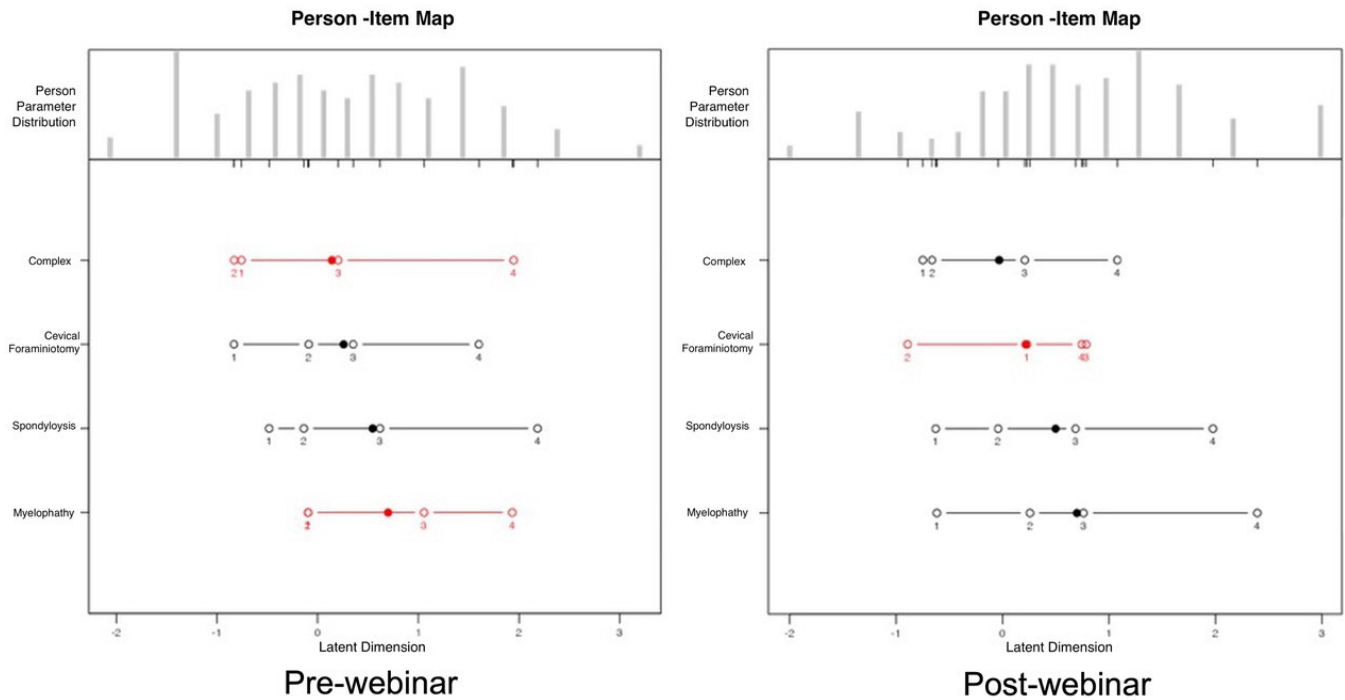 Person -Item Map
Person
Parameter
Distribution
Complex
2 1 3 4
Cevical
Foraminiotomy
1 2 3 4
Spondyloysis
1 2 3 4
Myelophathy
3 4
-2 -1 0 1 2 3
Latent Dimension
Pre-webinar
Person -Item Map
Person
Parameter
Distribution
Complex
1 2 3 4
Cevical
Foraminiotomy
2 1 43
Spondyloysis
1 2 3 4
Myelophathy
1 2 3 4
-2 -1 0 1 2 3
Latent Dimension
Post-webinar